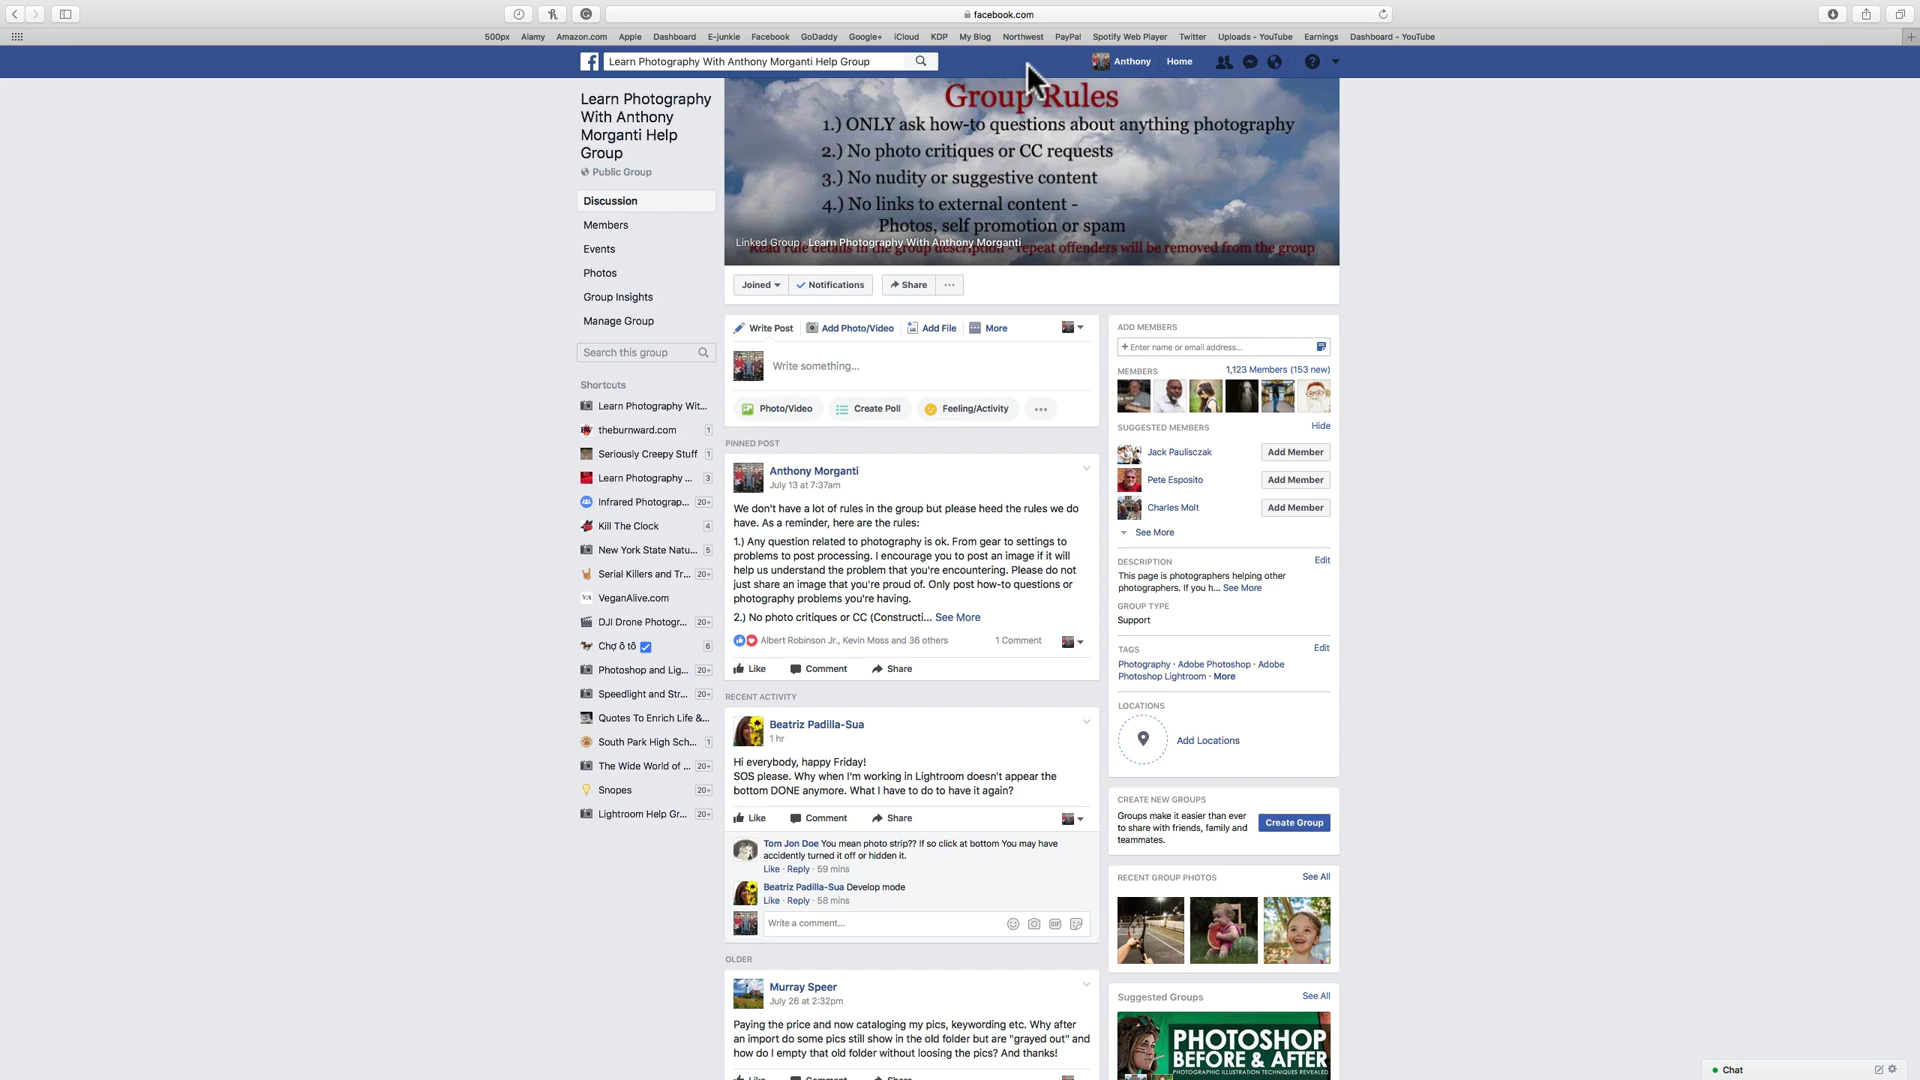 facebook.com
500px Alamy Amazon.com Apple Dashboard E-junkie Facebook GoDaddy Google+ iCloud KDP My Blog Northwest PayPal Spotify Web Player Twitter Uploads - YouTube Earnings Dashboard - YouTube
Learn Photography With Anthony Morganti Help Group
Anthony Home
Learn Photography
With Anthony
Morganti Help
Group
Public Group
Discussion
Members
Events
Photos
Group Insights
Manage Group
Search this group
Shortcuts
Learn Photography Wit...
theburnward.com 1
Seriously Creepy Stuff 1
Learn Photography ... 3
Infrared Photograp... 20+
Kill The Clock 4
New York State Natu... 5
Serial Killers and Tr... 20+
VeganAlive.com
DJI Drone Photogr... 20+
Chợ ô tô 6
Photoshop and Lig... 20+
Speedlight and Str... 20+
Quotes To Enrich Life &...
South Park High Sch... 1
The Wide World of ... 20+
Snopes 20+
Lightroom Help Gr... 20+
Group Rules
1.) ONLY ask how-to questions about anything photography
2.) No photo critiques or CC requests
3.) No nudity or suggestive content
4.) No links to external content -
Photos, self promotion or spam
Linked Group · Learn Photography With Anthony Morganti
Read rule details in the group description - repeat offenders will be removed from the group
Joined Notifications Share
Write Post Add Photo/Video Add File More
Write something...
Photo/Video Create Poll Feeling/Activity
PINNED POST
Anthony Morganti
July 13 at 7:37am
We don't have a lot of rules in the group but please heed the rules we do
have. As a reminder, here are the rules:
1.) Any question related to photography is ok. From gear to settings to
problems to post processing. I encourage you to post an image if it will
help us understand the problem that you're encountering. Please do not
just share an image that you're proud of. Only post how-to questions or
photography problems you're having.
2.) No photo critiques or CC (Constructi... See More
Albert Robinson Jr., Kevin Moss and 36 others 1 Comment
Like Comment Share
RECENT ACTIVITY
Beatriz Padilla-Sua
1 hr
Hi everybody, happy Friday!
SOS please. Why when I'm working in Lightroom doesn't appear the
bottom DONE anymore. What I have to do to have it again?
Like Comment Share
Tom Jon Doe You mean photo strip?? If so click at bottom You may have
accidently turned it off or hidden it.
Like · Reply · 59 mins
Beatriz Padilla-Sua Develop mode
Like · Reply · 58 mins
Write a comment...
OLDER
Murray Speer
July 26 at 2:32pm
Paying the price and now cataloging my pics, keywording etc. Why after
an import do some pics still show in the old folder but are "grayed out" and
how do I empty that old folder without loosing the pics? And thanks!
Like Comment Share
ADD MEMBERS
+ Enter name or email address...
MEMBERS 1,123 Members (153 new)
SUGGESTED MEMBERS Hide
Jack Paulisczak Add Member
Pete Esposito Add Member
Charles Molt Add Member
See More
DESCRIPTION Edit
This page is photographers helping other
photographers. If you h... See More
GROUP TYPE
Support
TAGS Edit
Photography · Adobe Photoshop · Adobe
Photoshop Lightroom · More
LOCATIONS
Add Locations
CREATE NEW GROUPS
Groups make it easier than ever
to share with friends, family and
teammates.
Create Group
RECENT GROUP PHOTOS See All
Suggested Groups See All
PHOTOSHOP
BEFORE & AFTER
PHOTOGRAPHIC ILLUSTRATION TECHNIQUES REVEALED
Chat